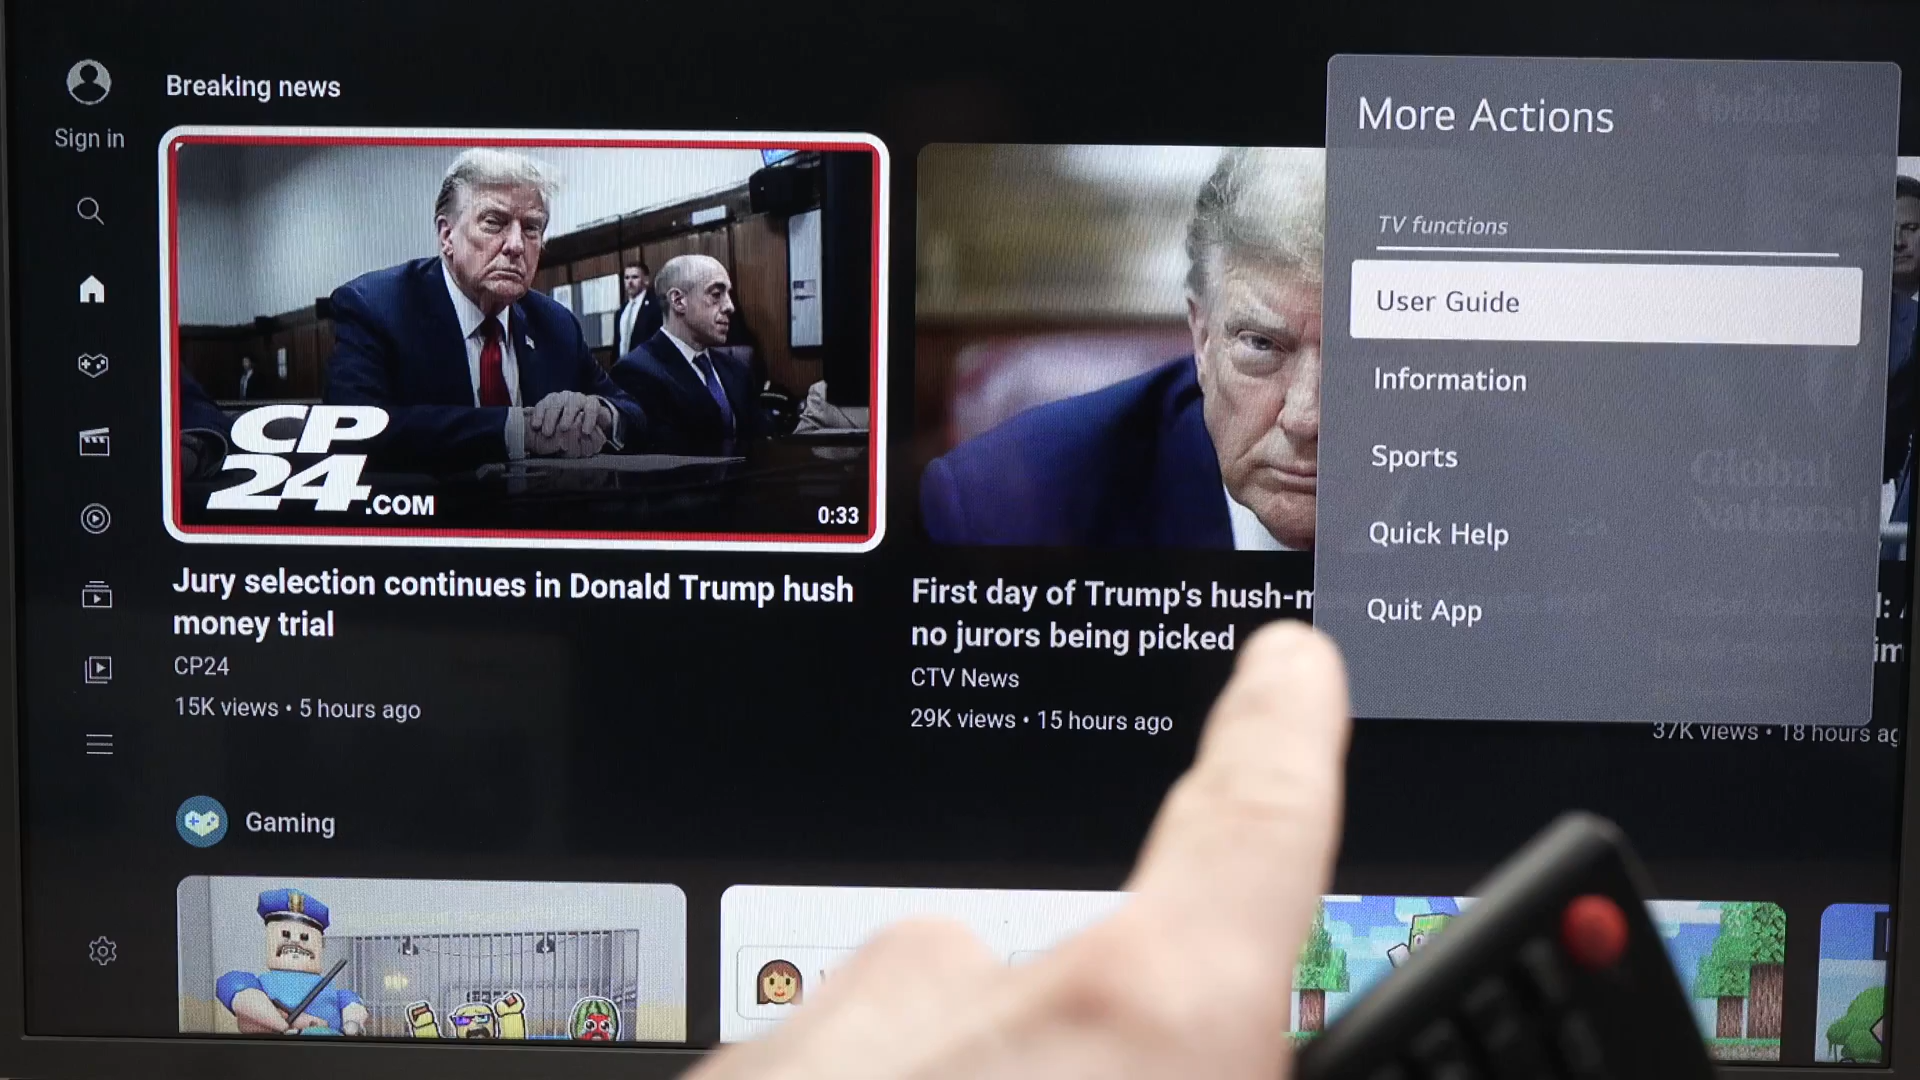 Sign in
Breaking news
CP
24
.COM
0:33
Jury selection continues in Donald Trump hush
money trial
CP24
15K views • 5 hours ago
First day of Trump's hush-m
no jurors being picked
CTV News
29K views • 15 hours ago
More Actions
TV functions
User Guide
Information
Sports
Quick Help
Quit App
Global
National
37K views • 18 hours ag
Gaming